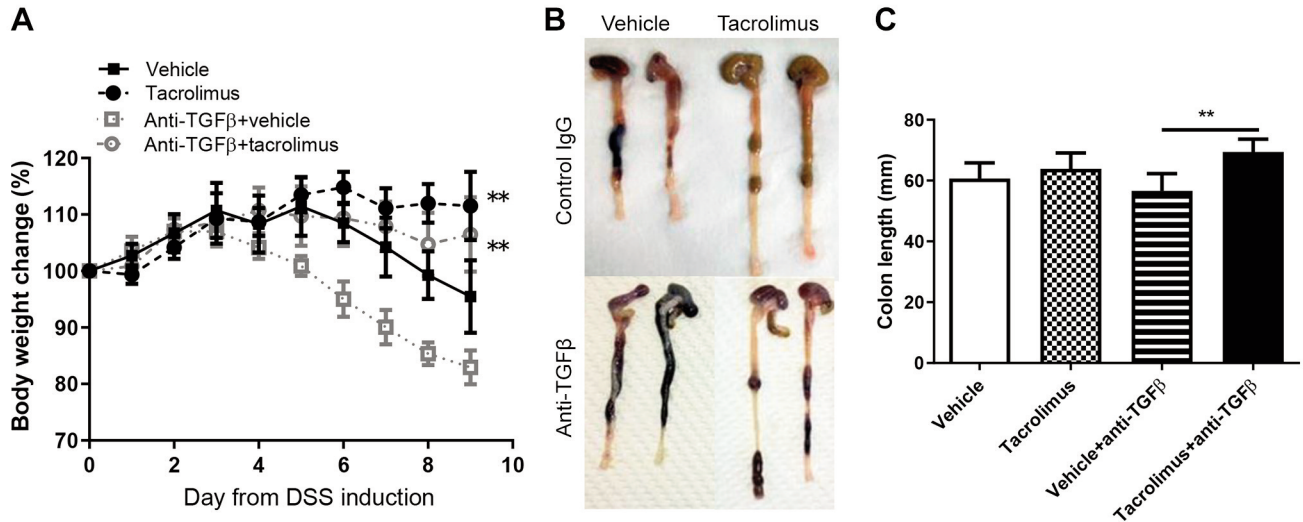 A
Vehicle
Tacrolimus
Anti-TGFβ+vehicle
Anti-TGFβ+tacrolimus
Body weight change (%)
120
110
100
90
80
70
**
**
0
2
4
6
8
10
Day from DSS induction
B
Vehicle
Tacrolimus
Control IgG
Anti-TGFβ
C
Colon length (mm)
80
60
40
20
0
**
Vehicle
Tacrolimus
Vehicle+anti-TGFβ
Tacrolimus+anti-TGFβ